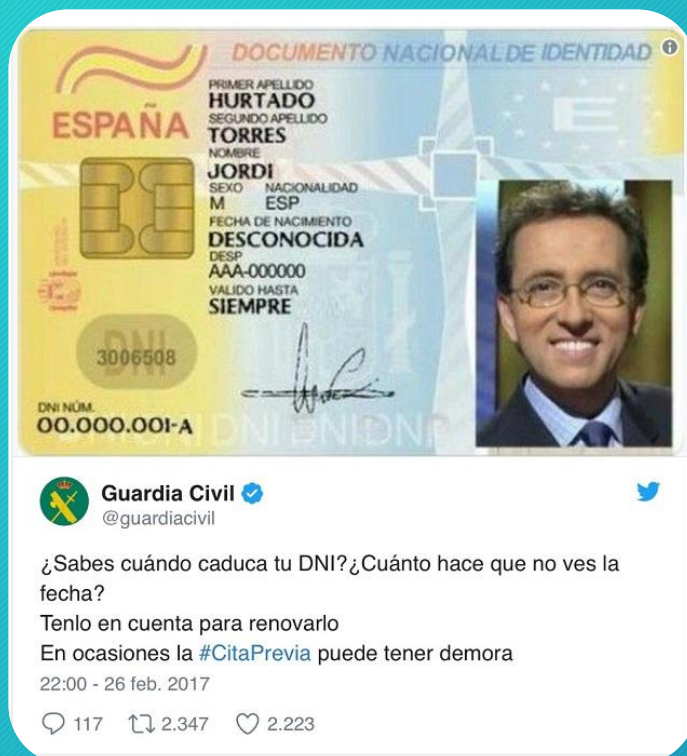 DOCUMENTO NACIONAL DE IDENTIDAD
ESPAÑA
PRIMER APELLIDO
HURTADO
SEGUNDO APELLIDO
TORRES
NOMBRE
JORDI
SEXO NACIONALIDAD
M ESP
FECHA DE NACIMIENTO
DESCONOCIDA
DESP
AAA-000000
VALIDO HASTA
SIEMPRE
DNI
3006508
DNI NÚM.
00.000.001-A
DNI DNI DNI
Guardia Civil
@guardiacivil
¿Sabes cuándo caduca tu DNI?¿Cuánto hace que no ves la
fecha?
Tenlo en cuenta para renovarlo
En ocasiones la #CitaPrevia puede tener demora
22:00 - 26 feb. 2017
117 2.347 2.223